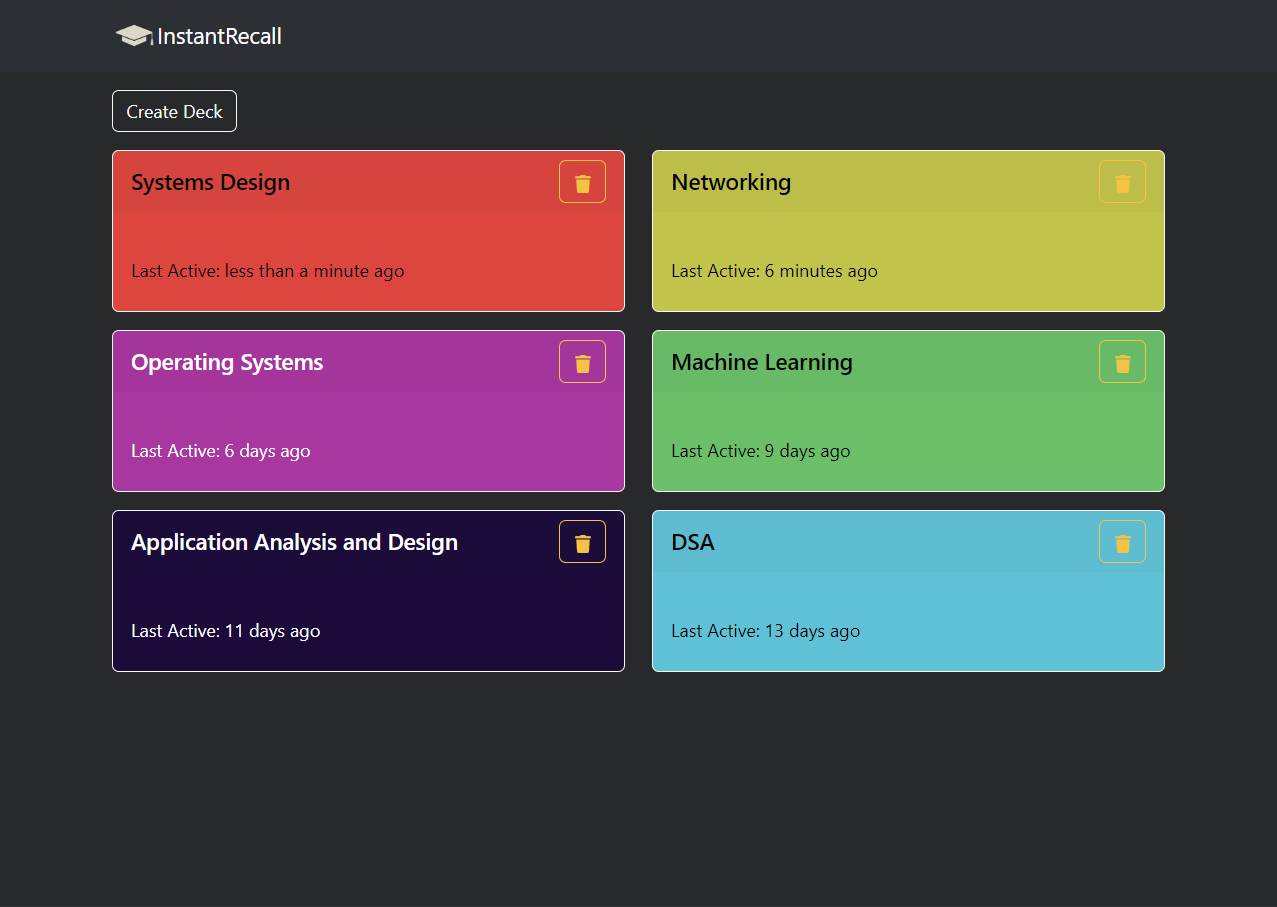 InstantRecall
Create Deck
Systems Design
Last Active: less than a minute ago
Networking
Last Active: 6 minutes ago
Operating Systems
Last Active: 6 days ago
Machine Learning
Last Active: 9 days ago
Application Analysis and Design
Last Active: 11 days ago
DSA
Last Active: 13 days ago